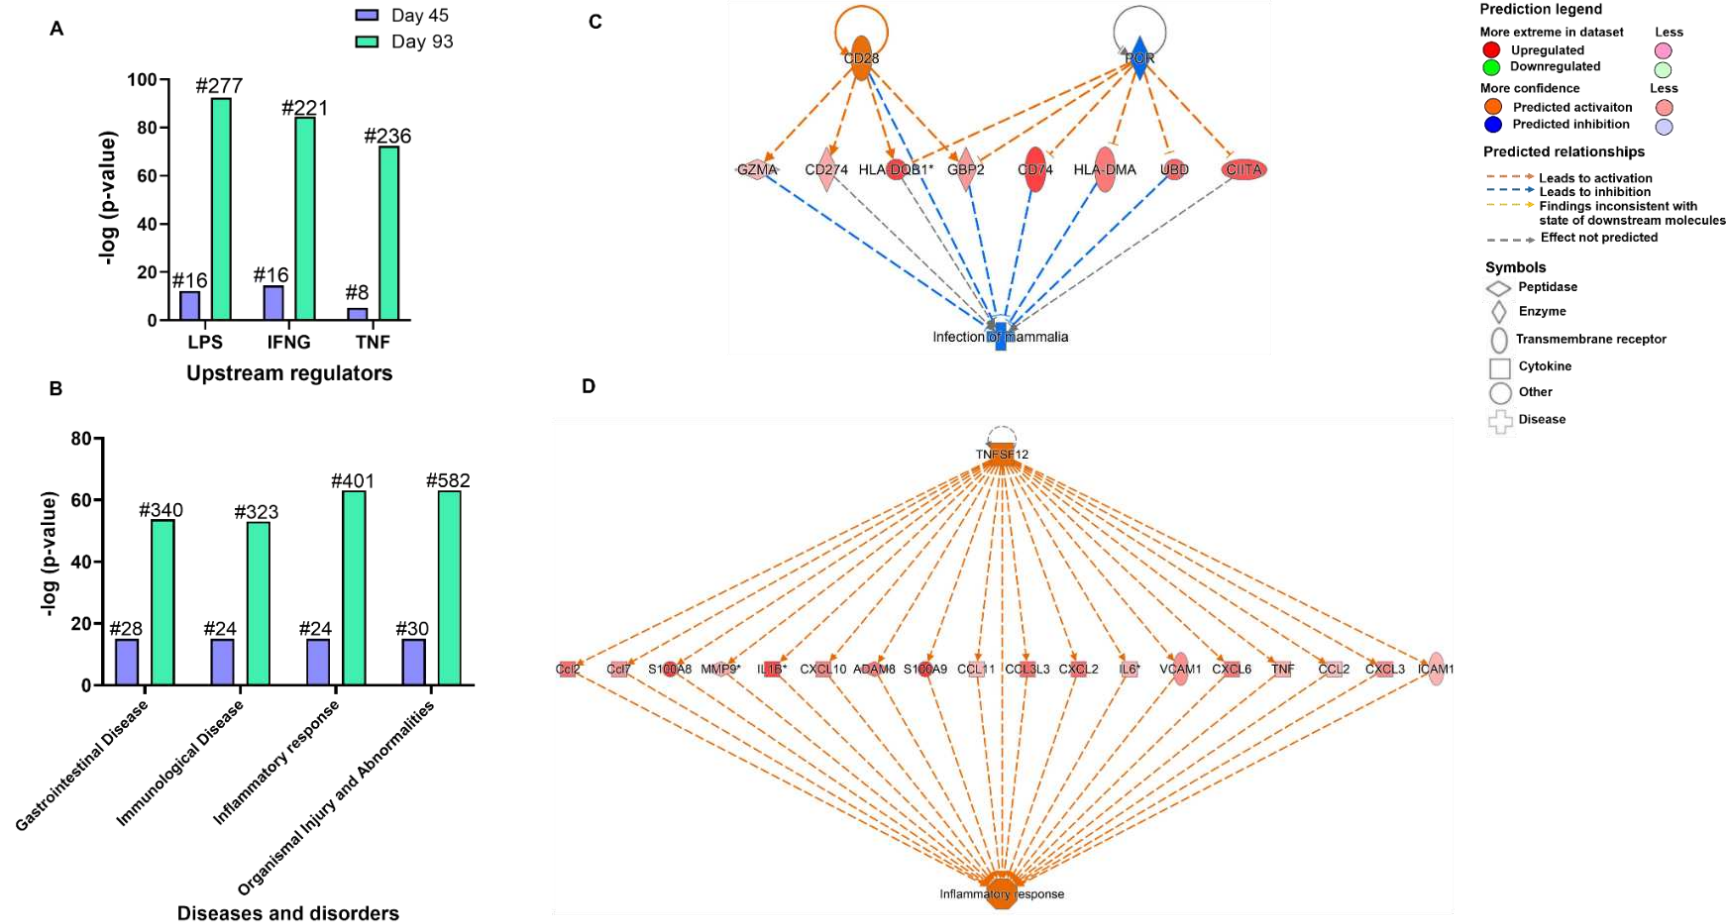 A
Day 45
Day 93
-log (p-value)
100
80
60
40
20
0
#277
#221
#236
#16
#16
#8
LPS
IFNG
TNF
Upstream regulators
B
-log (p-value)
80
60
40
20
0
#340
#323
#401
#582
#28
#24
#24
#30
Gastrointestinal Disease
Immunological Disease
Inflammatory response
Organismal Injury and Abnormalities
Diseases and disorders
C
CD28
GZMA
CD274
HLA-DQB1*
GBP2
CD74
HLA-DMA
UBD
CIITA
Infection of mammalia
D
TNFSF12
Ccl2
Ccl7
S100A8
MMP9*
IL1B*
CXCL10
ADAM8
S100A9
CCL11
CCL3L3
CXCL2
IL6*
VCAM1
CXCL6
TNF
CCL2
CXCL3
ICAM1
Inflammatory response
Prediction legend
More extreme in dataset Less
Upregulated
Downregulated
More confidence Less
Predicted activaiton
Predicted inhibition
Predicted relationships
Leads to activation
Leads to inhibition
Findings inconsistent with
state of downstream molecules
Effect not predicted
Symbols
Peptidase
Enzyme
Transmembrane receptor
Cytokine
Other
Disease